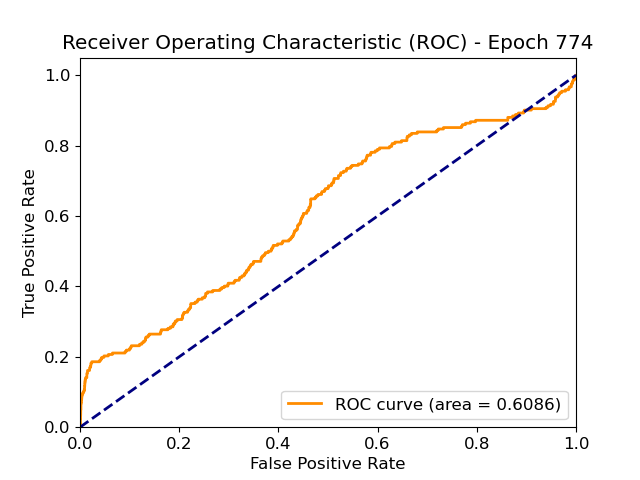 Receiver Operating Characteristic (ROC) - Epoch 774
1.0
0.8
0.6
0.4
0.2
0.0
True Positive Rate
ROC curve (area = 0.6086)
0.0 0.2 0.4 0.6 0.8 1.0
False Positive Rate